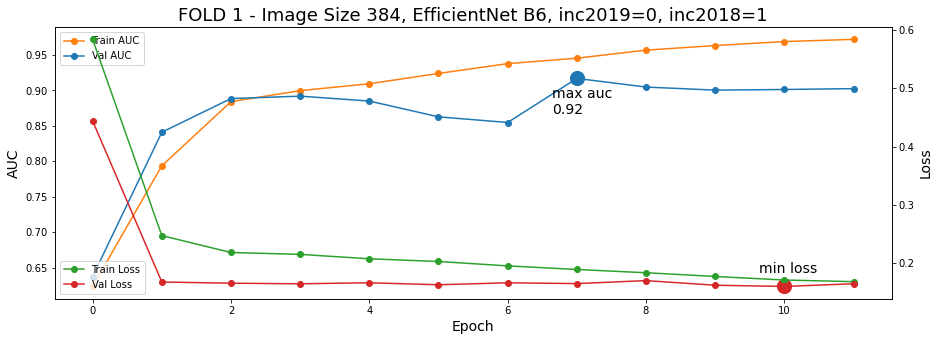 FOLD 1 - Image Size 384, EfficientNet B6, inc2019=0, inc2018=1
Train AUC
Val AUC
0.95
0.90
0.85
0.80
0.75
0.70
0.65
AUC
max auc
0.92
min loss
Train Loss
Val Loss
0.6
0.5
0.4
0.3
0.2
Loss
0
2
4
6
8
10
Epoch